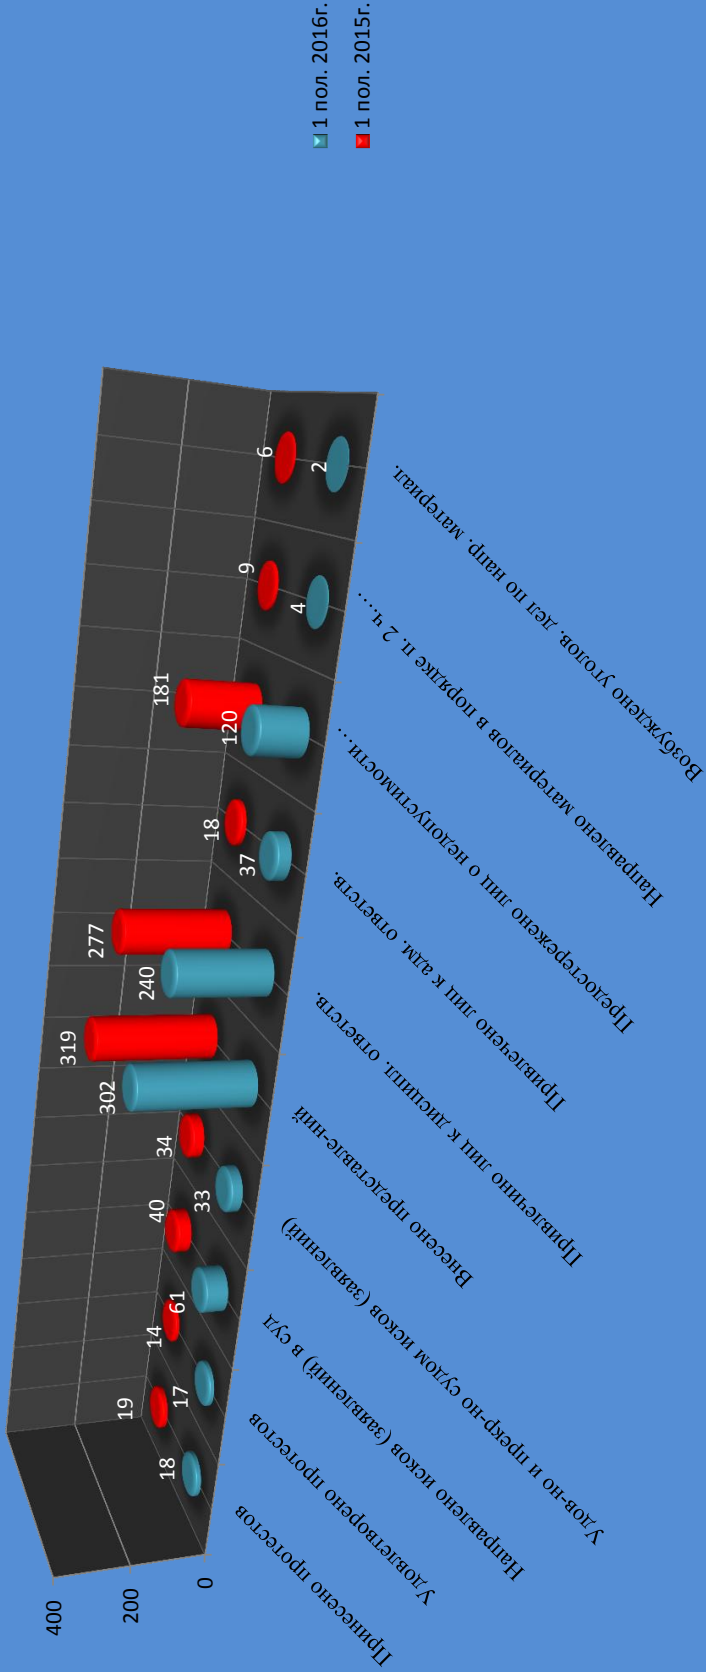 400
200
0
19
14
40
34
319
277
18
181
9
6
18
17
61
33
302
240
37
120
4
2
Принесено протестов
Удовлетворено протестов
Направлено исков (заявлений) в суд
Удов-но и прекр-но судом исков (заявлений)
Внесено представле-ний
Привлечино лиц к дисципл. ответств.
Привлечено лиц к адм. ответств.
Предостережено лиц о недопустимости…
Направлено материалов в порядке п. 2 ч.…
Возбуждено уголов. дел по напр. материал.
1 пол. 2016г.
1 пол. 2015г.